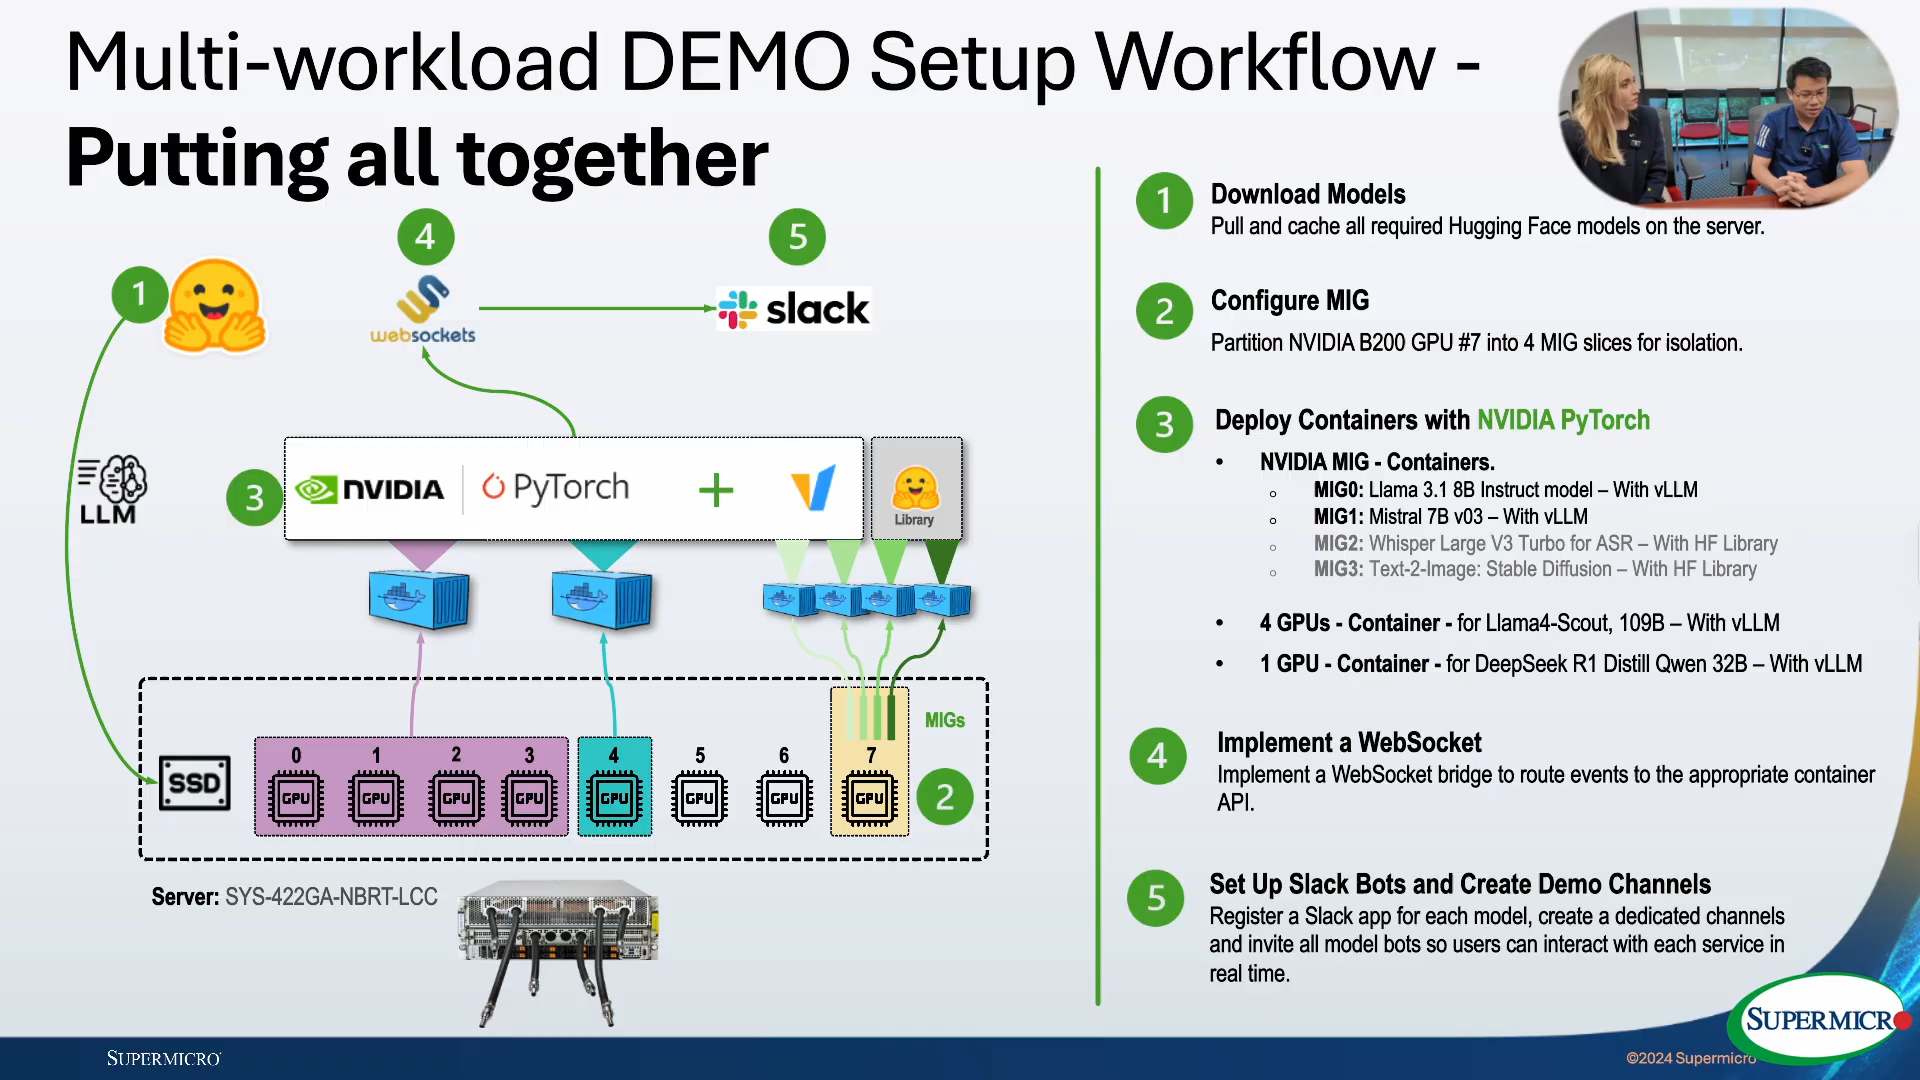 Multi-workload DEMO Setup Workflow -
Putting all together
1
4
websockets
5
slack
LLM
3
NVIDIA
PyTorch
+
Library
MIGs
SSD
0
1
2
3
4
5
6
7
GPU
GPU
GPU
GPU
GPU
GPU
GPU
GPU
2
Server: SYS-422GA-NBRT-LCC
1
Download Models
Pull and cache all required Hugging Face models on the server.
2
Configure MIG
Partition NVIDIA B200 GPU #7 into 4 MIG slices for isolation.
3
Deploy Containers with NVIDIA PyTorch
• NVIDIA MIG - Containers.
o MIG0: Llama 3.1 8B Instruct model – With vLLM
o MIG1: Mistral 7B v03 – With vLLM
o MIG2: Whisper Large V3 Turbo for ASR – With HF Library
o MIG3: Text-2-Image: Stable Diffusion – With HF Library
• 4 GPUs - Container - for Llama4-Scout, 109B – With vLLM
• 1 GPU - Container - for DeepSeek R1 Distill Qwen 32B – With vLLM
4
Implement a WebSocket
Implement a WebSocket bridge to route events to the appropriate container
API.
5
Set Up Slack Bots and Create Demo Channels
Register a Slack app for each model, create a dedicated channels
and invite all model bots so users can interact with each service in
real time.
SUPERMICRO
SUPERMICR
©2024 Supermicro